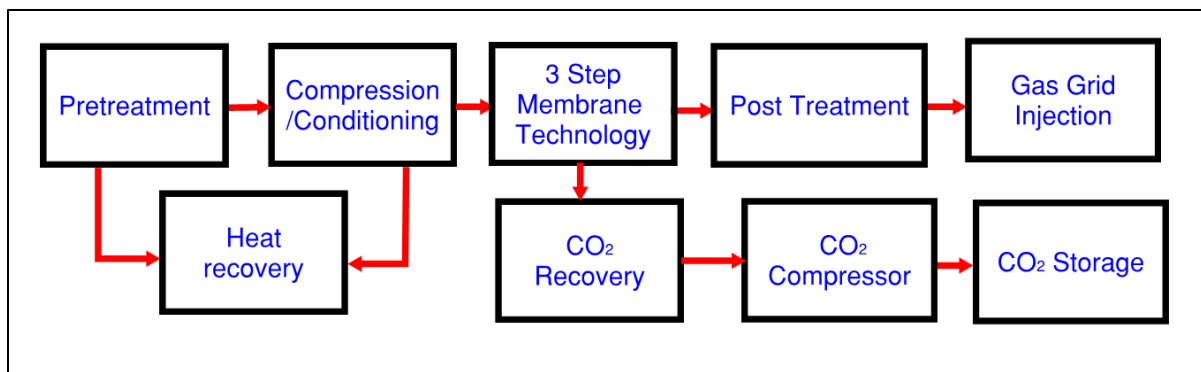 Pretreatment
Compression
/Conditioning
3 Step
Membrane
Technology
Post Treatment
Gas Grid
Injection
Heat
recovery
CO₂
Recovery
CO₂
Compressor
CO₂ Storage